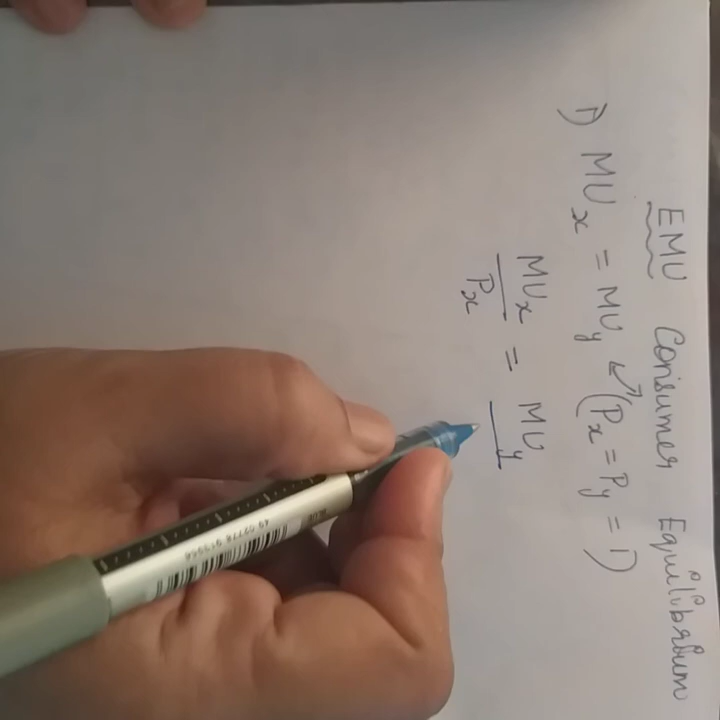 EMU Consumer Equilibrium
1) MUx = MUy (Px = Py = 1)
MUx / Px = MUy